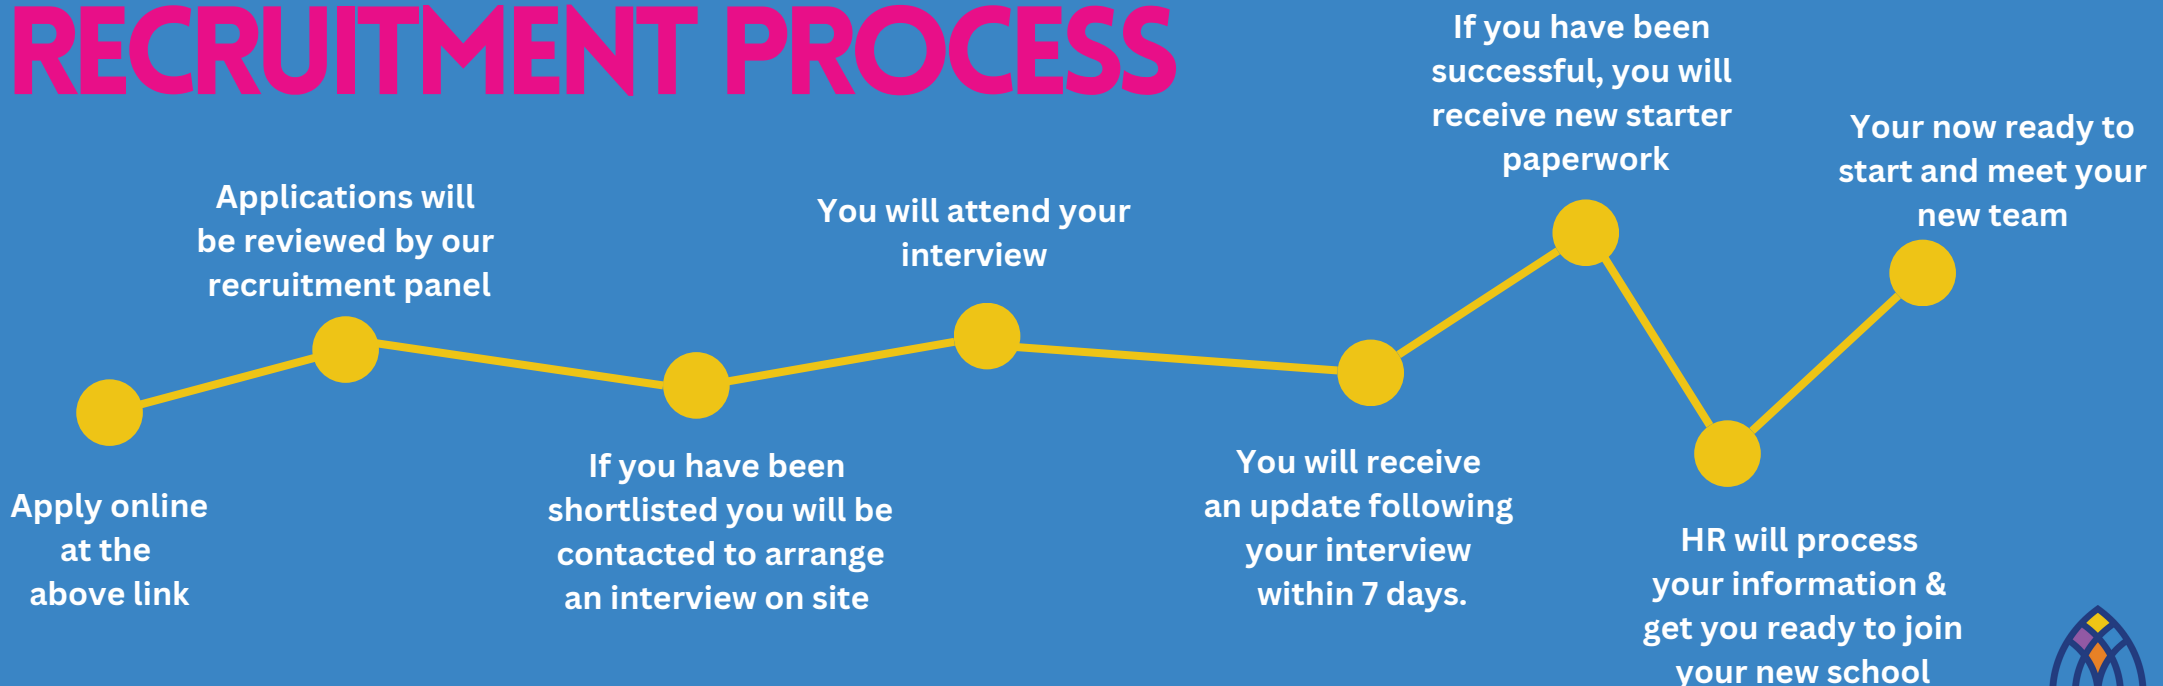 RECRUITMENT PROCESS
Apply online
at the
above link
Applications will
be reviewed by our
recruitment panel
If you have been
shortlisted you will be
contacted to arrange
an interview on site
You will attend your
interview
You will receive
an update following
your interview
within 7 days.
If you have been
successful, you will
receive new starter
paperwork
HR will process
your information &
get you ready to join
your new school
Your now ready to
start and meet your
new team